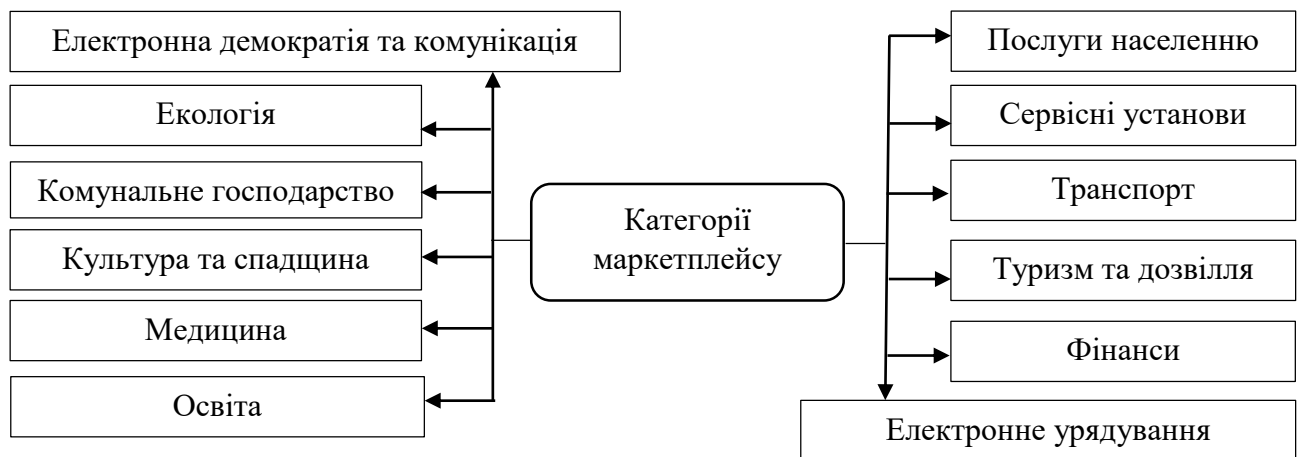 Електронна демократія та комунікація
Екологія
Комунальне господарство
Культура та спадщина
Медицина
Освіта
Категорії
маркетплейсу
Послуги населенню
Сервісні установи
Транспорт
Туризм та дозвілля
Фінанси
Електронне урядування